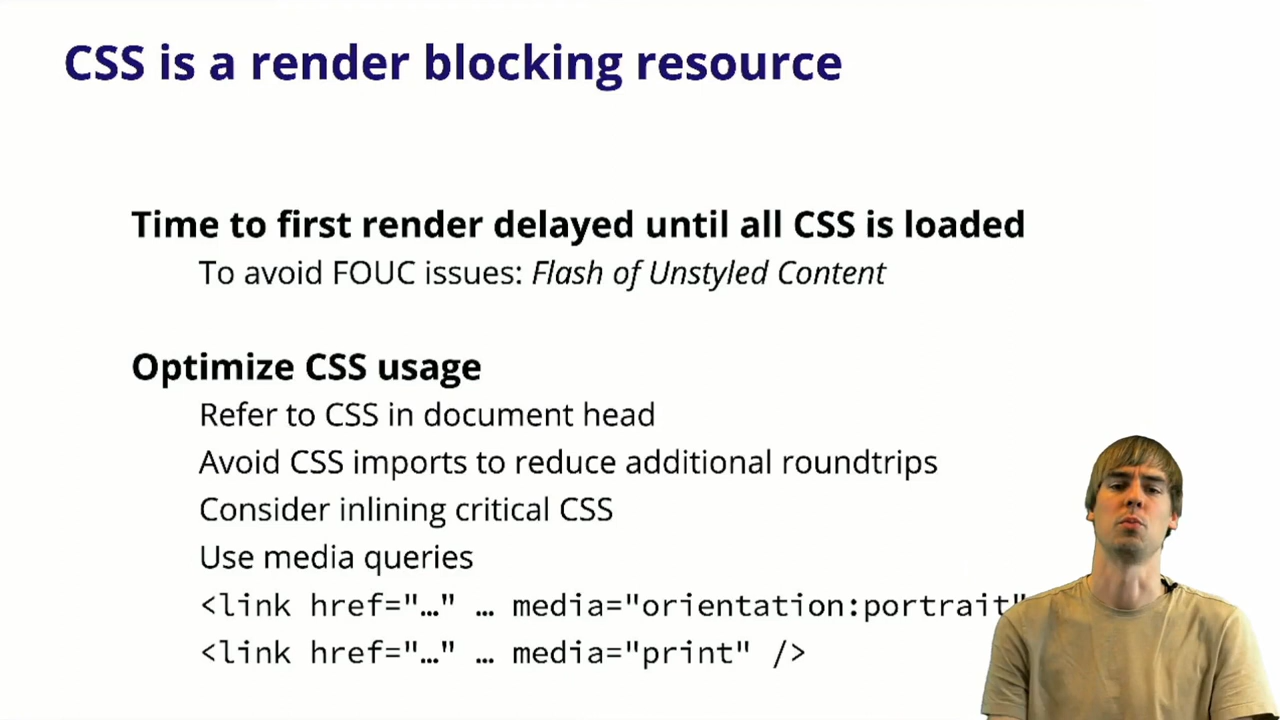 CSS is a render blocking resource
Time to first render delayed until all CSS is loaded
To avoid FOUC issues: Flash of Unstyled Content
Optimize CSS usage
Refer to CSS in document head
Avoid CSS imports to reduce additional roundtrips
Consider inlining critical CSS
Use media queries
<link href="…" … media="orientation:portrait"
<link href="…" … media="print" />